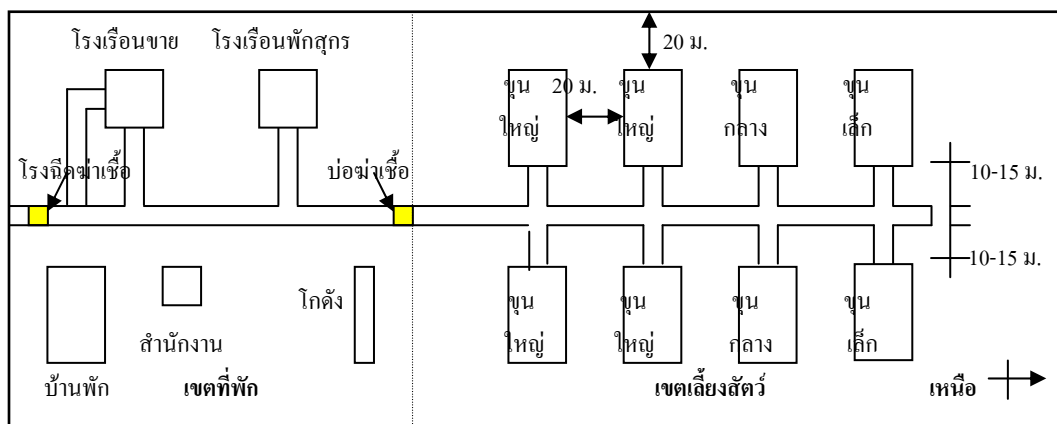 โรงเรือนขาย
โรงเรือนพักสุกร
20 ม.
ขุน
ใหญ่
20 ม.
ขุน
ใหญ่
ขุน
กลาง
ขุน
เล็ก
โรงฉีดฆ่าเชื้อ
บ่อฆ่าเชื้อ
10-15 ม.
10-15 ม.
โกดัง
ขุน
ใหญ่
ขุน
ใหญ่
ขุน
กลาง
ขุน
เล็ก
สำนักงาน
บ้านพัก
เขตที่พัก
เขตเลี้ยงสัตว์
เหนือ